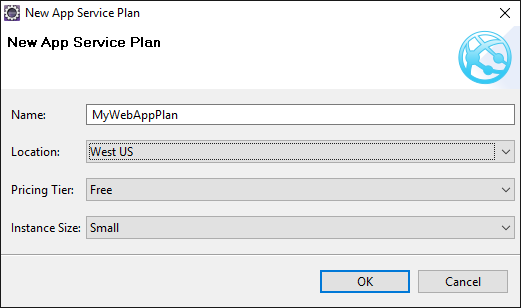 New App Service Plan
New App Service Plan
Name: MyWebAppPlan
Location: West US
Pricing Tier: Free
Instance Size: Small
OK Cancel